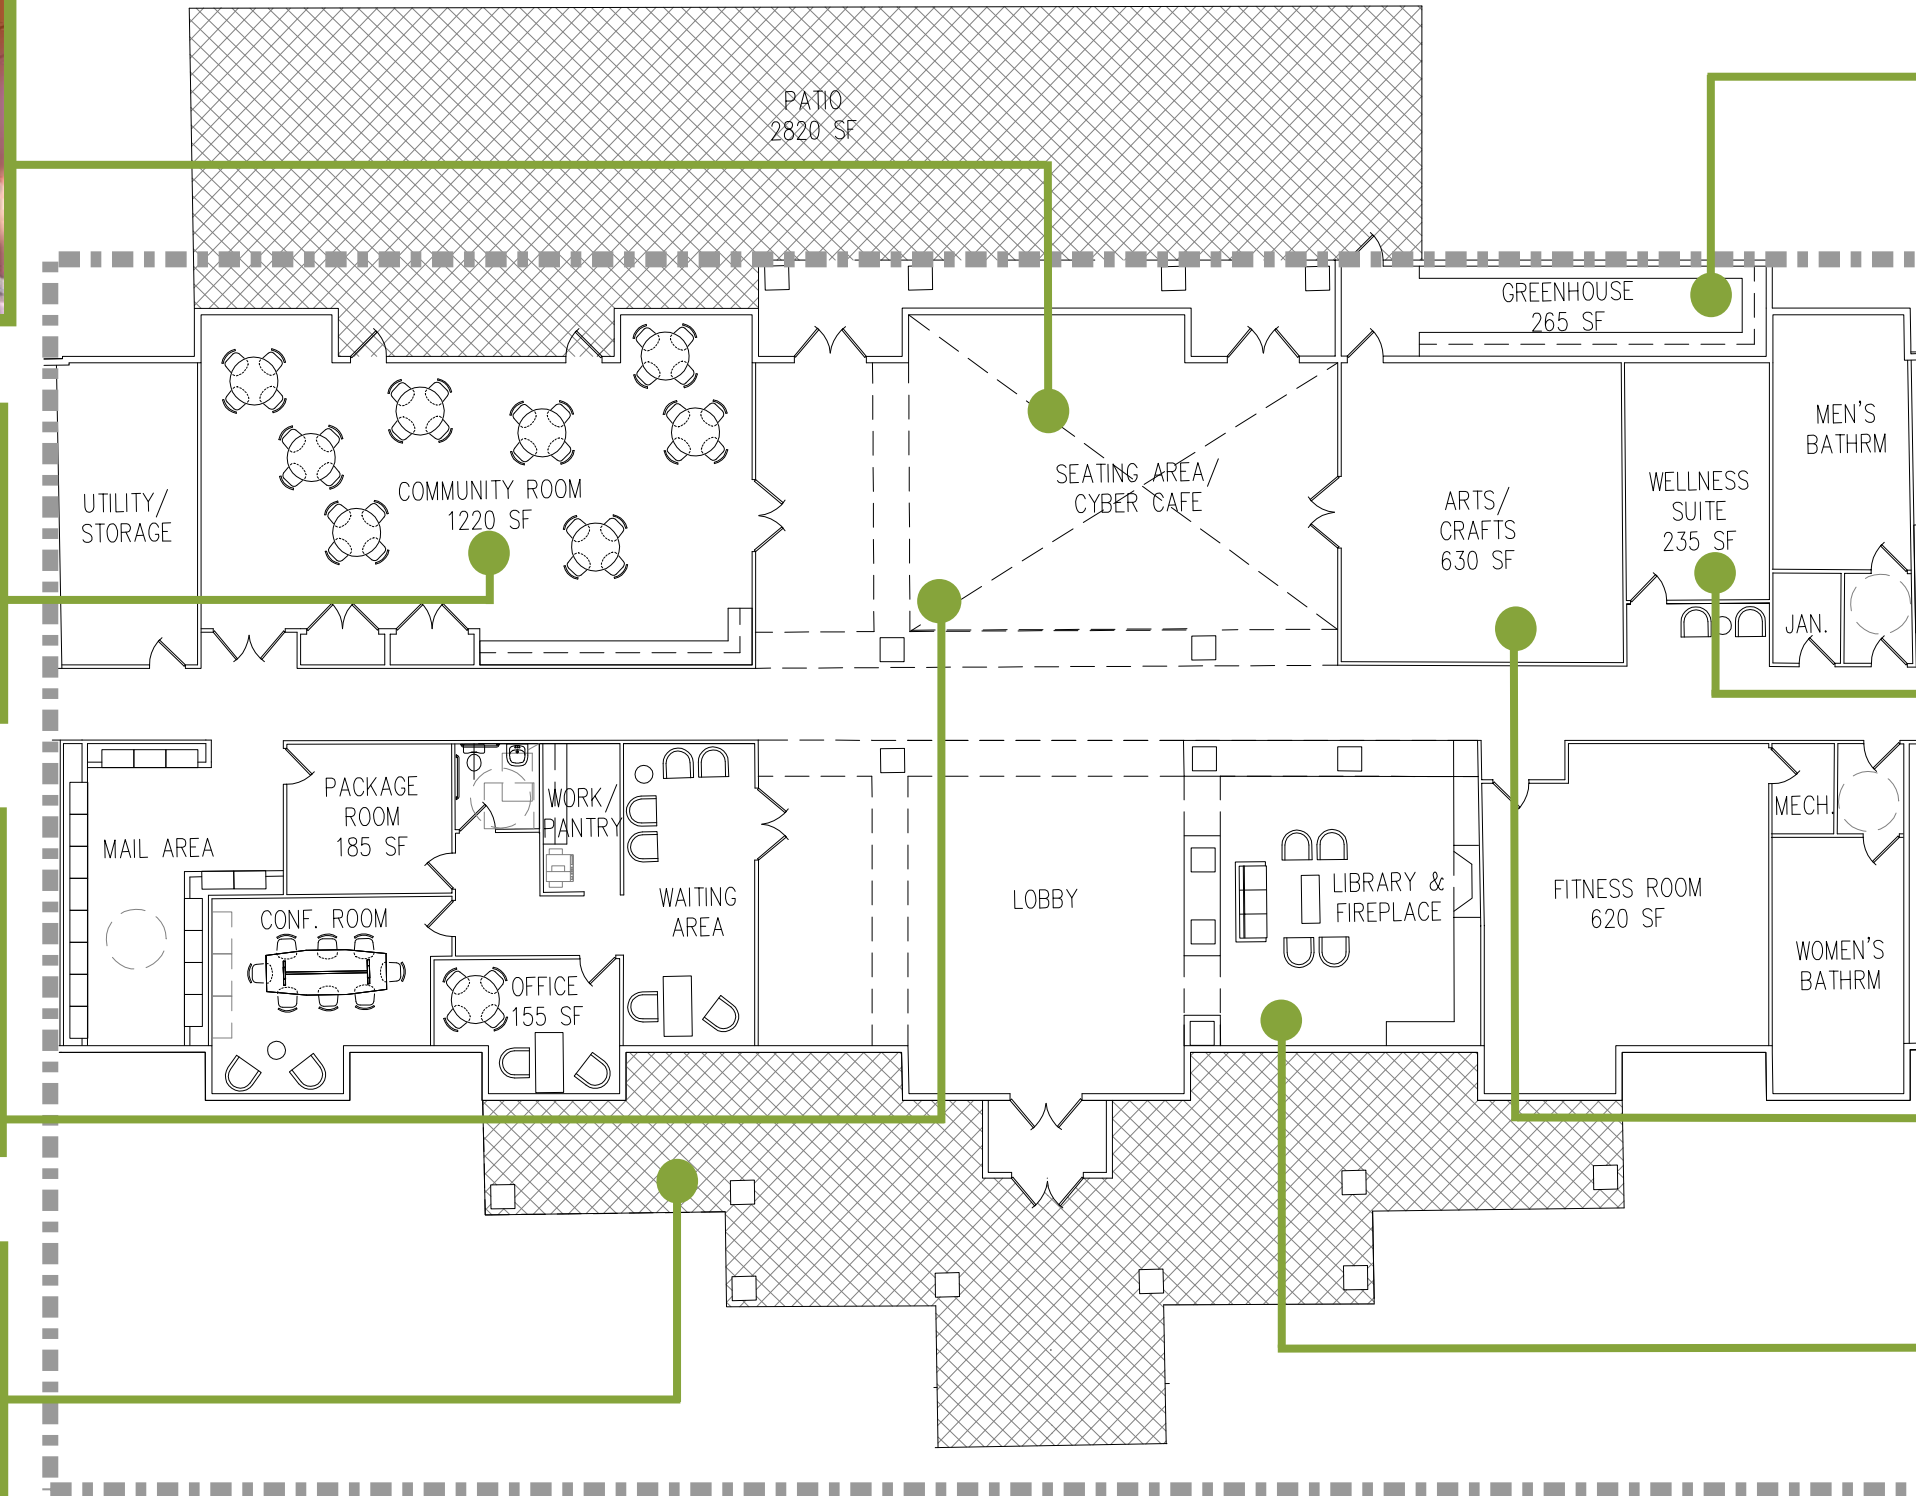 PATIO
2820 SF
GREENHOUSE
265 SF
MEN'S
BATHRM
UTILITY/
STORAGE
COMMUNITY ROOM
1220 SF
SEATING AREA/
CYBER CAFE
ARTS/
CRAFTS
630 SF
WELLNESS
SUITE
235 SF
JAN.
MAIL AREA
PACKAGE
ROOM
185 SF
WORK/
PANTRY
WAITING
AREA
LOBBY
LIBRARY &
FIREPLACE
FITNESS ROOM
620 SF
MECH.
WOMEN'S
BATHRM
CONF. ROOM
OFFICE
155 SF